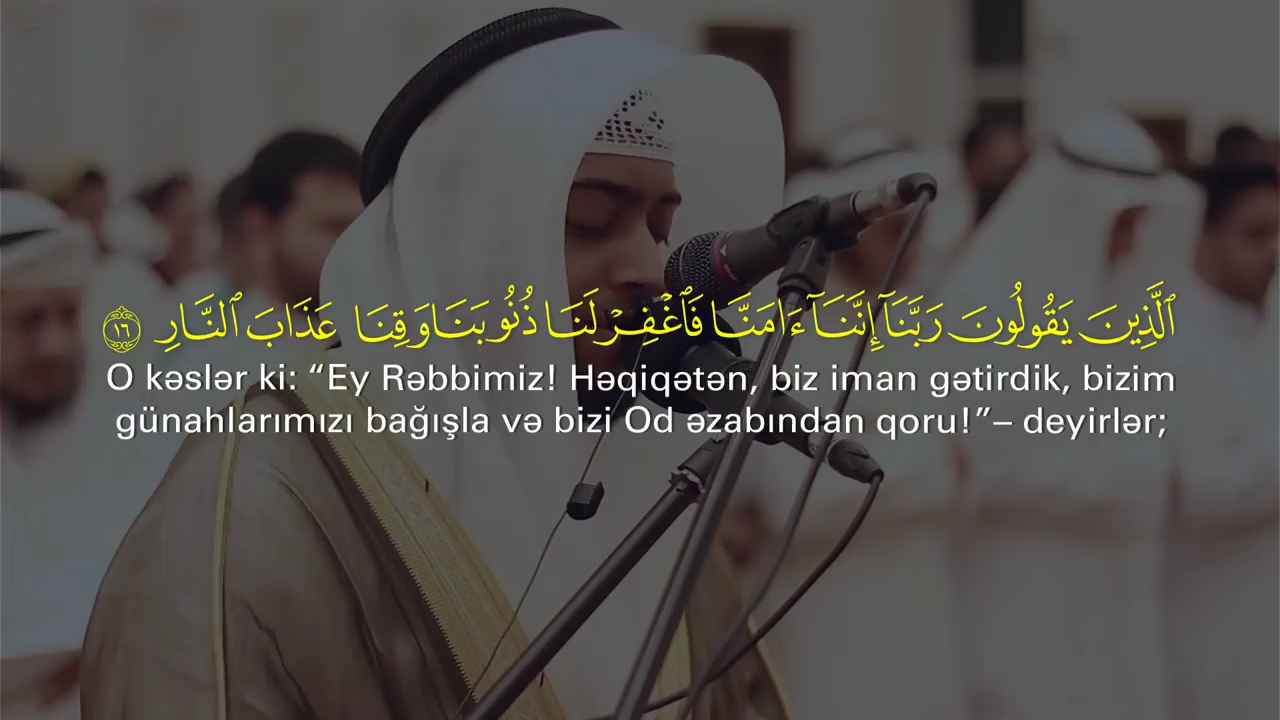 ٱلَّذِينَ يَقُولُونَ رَبَّنَآ إِنَّنَآ ءَامَنَّا فَٱغْفِرْ لَنَا ذُنُوبَنَا وَقِنَا عَذَابَ ٱلنَّارِ ١٦
O kəslər ki: “Ey Rəbbimiz! Həqiqətən, biz iman gətirdik, bizim
günahlarımızı bağışla və bizi Od əzabından qoru!”– deyirlər;